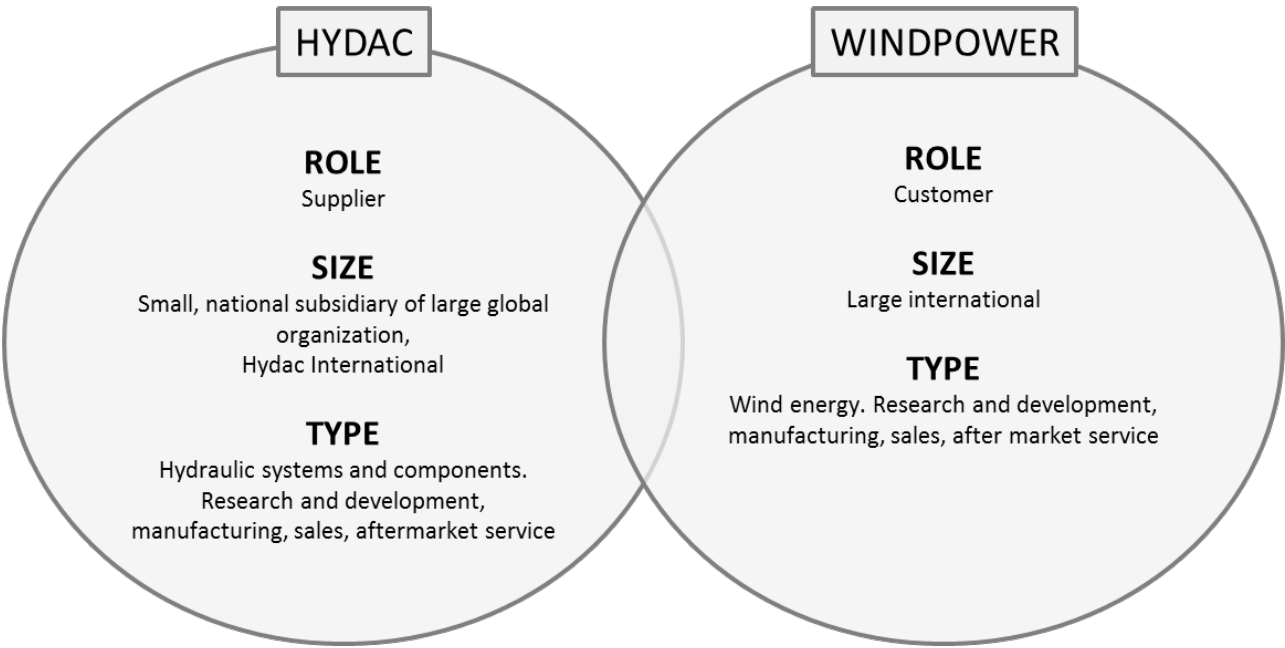 HYDAC
ROLE
Supplier
SIZE
Small, national subsidiary of large global
organization,
Hydac International
TYPE
Hydraulic systems and components.
Research and development,
manufacturing, sales, aftermarket service
WINDPOWER
ROLE
Customer
SIZE
Large international
TYPE
Wind energy. Research and development,
manufacturing, sales, after market service